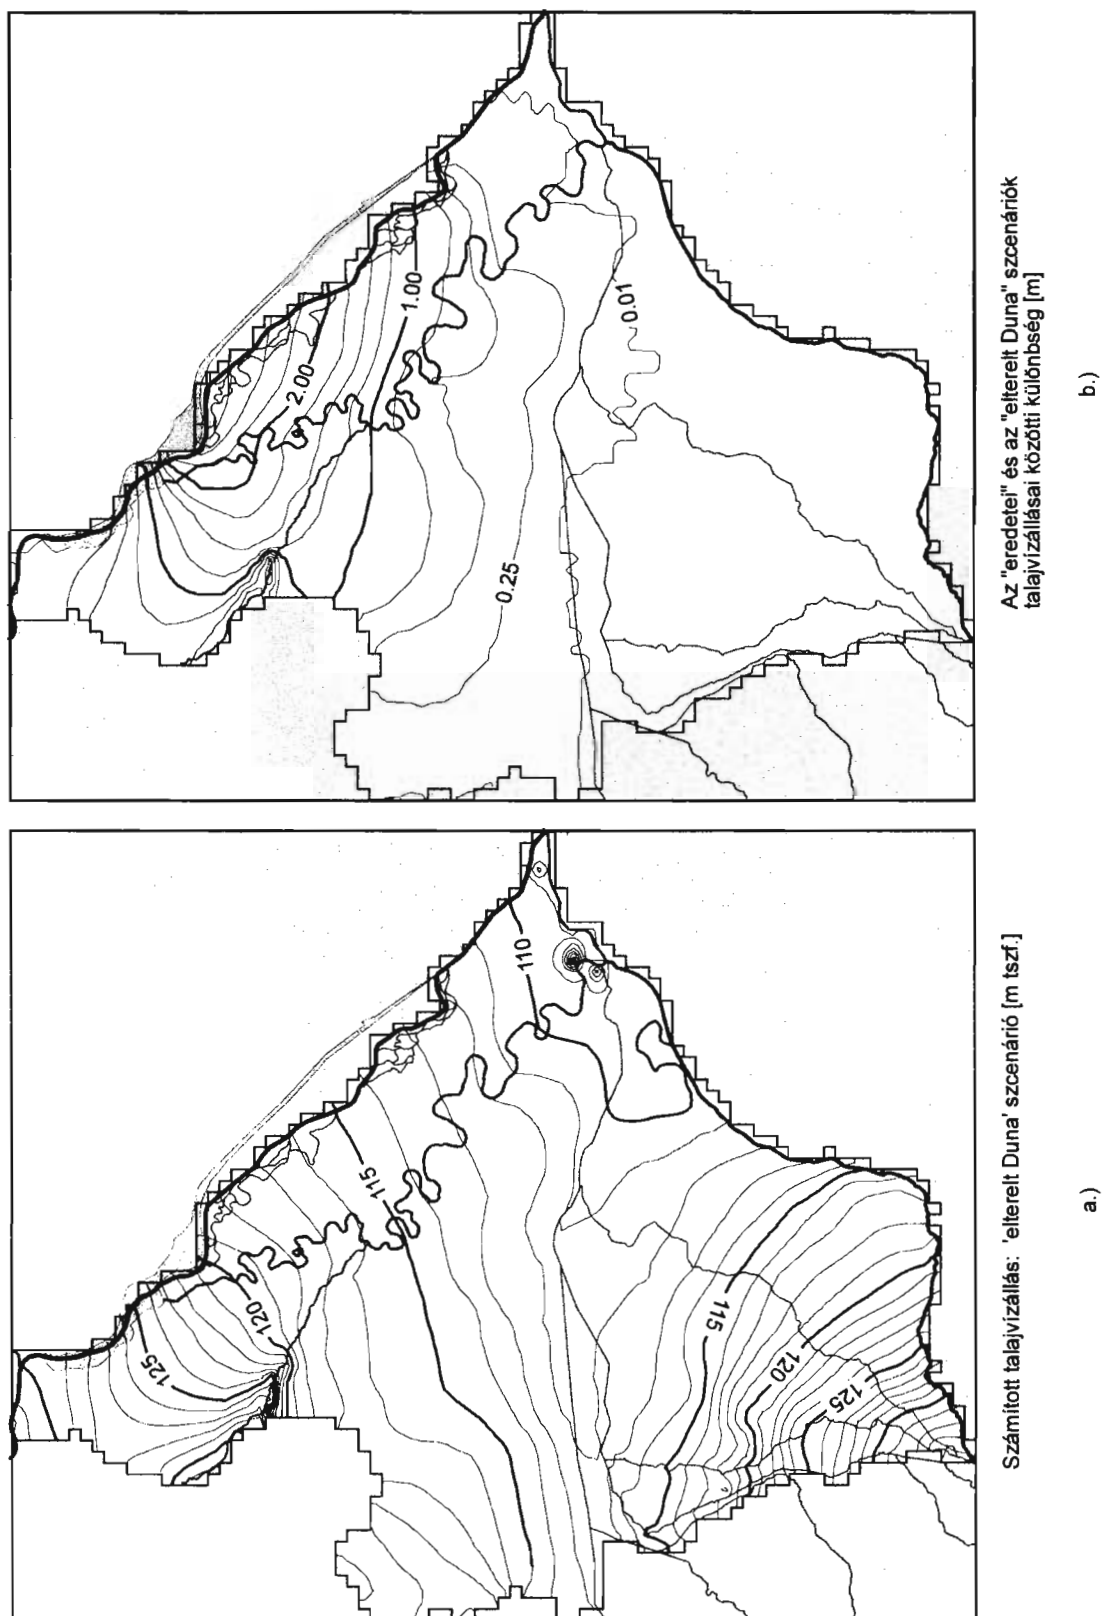 2.00
1.00
0.01
0.25
Az "eredetei" és az "elterelt Duna" szcenáriók
talajvízállásai közötti különbség [m]
b.)
110
115
120
125
115
120
125
Számított talajvízállás: 'elterelt Duna' szcenárió [m tszf.]
a.)